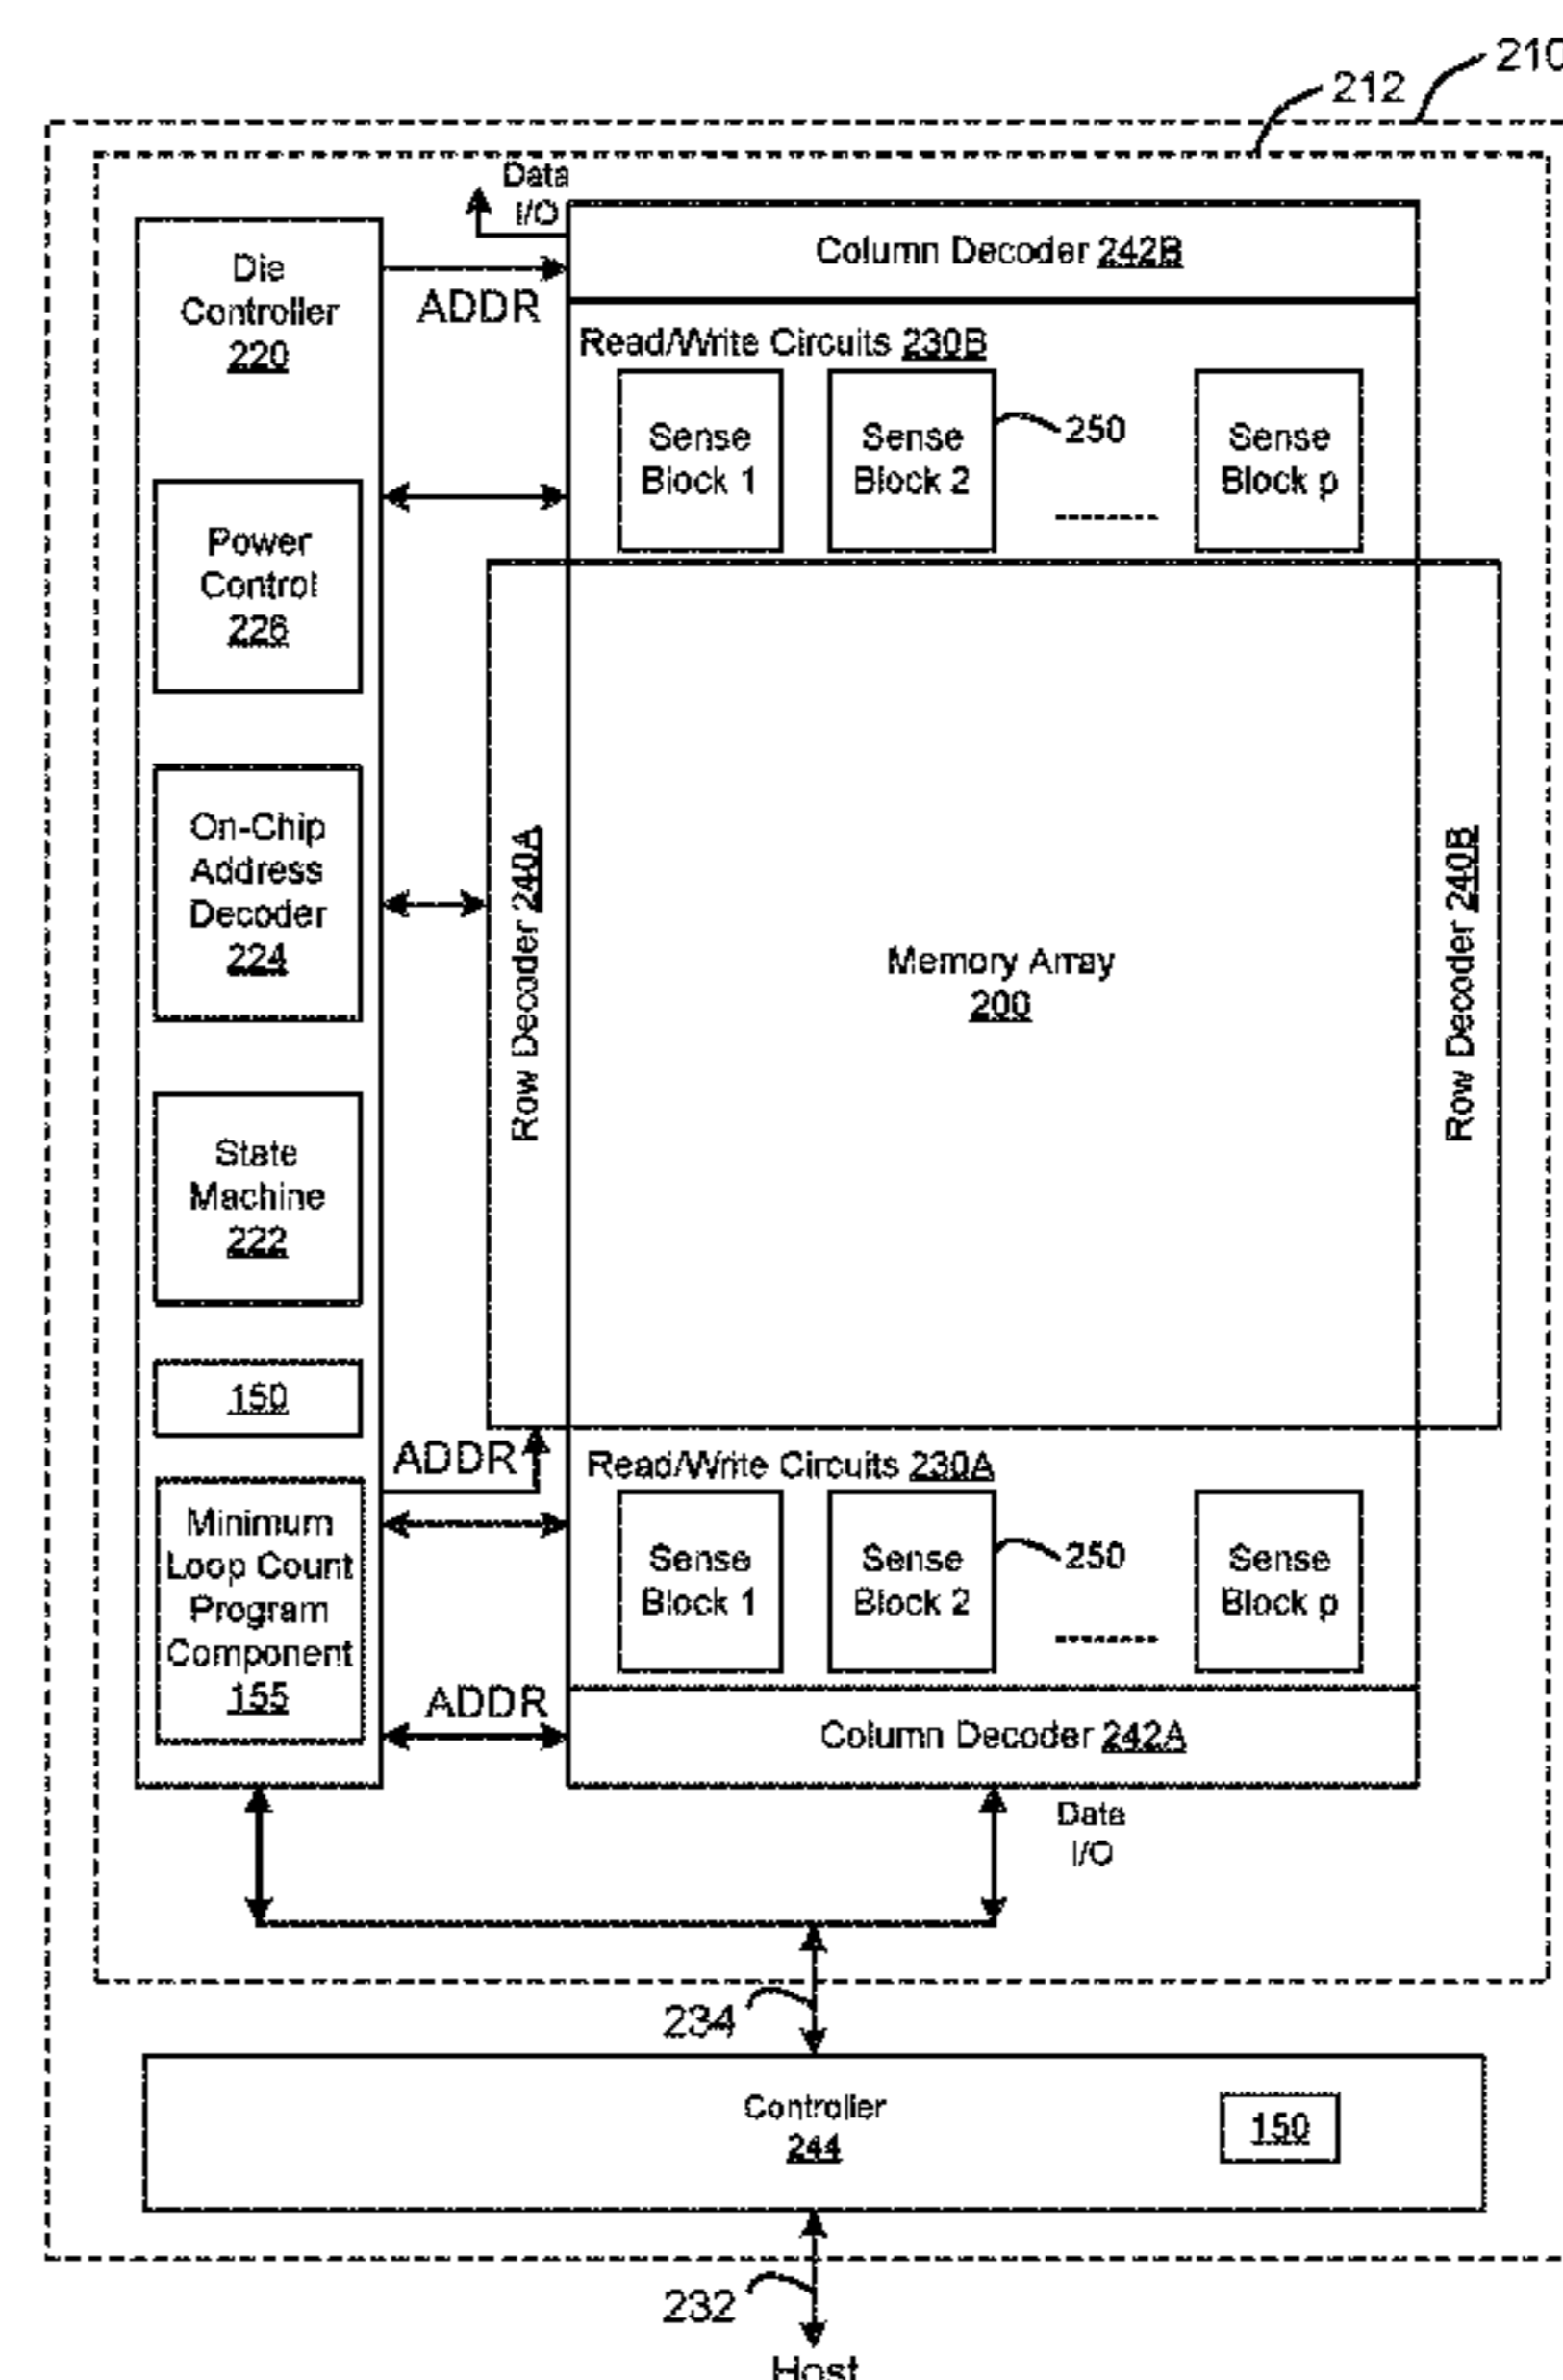 210
212
Data
I/O
Die
Controller
220
ADDR
Column Decoder 242B
Read/Write Circuits 230B
Sense
Block 1
Sense
Block 2
250
Sense
Block p
Power
Control
226
On-Chip
Address
Decoder
224
Row Decoder 240A
Memory Array
200
Row Decoder 240B
State
Machine
222
150
ADDR
Read/Write Circuits 230A
Minimum
Loop Count
Program
Component
155
Sense
Block 1
Sense
Block 2
250
Sense
Block p
ADDR
Column Decoder 242A
Data
I/O
234
Controller
244
150
232
Host